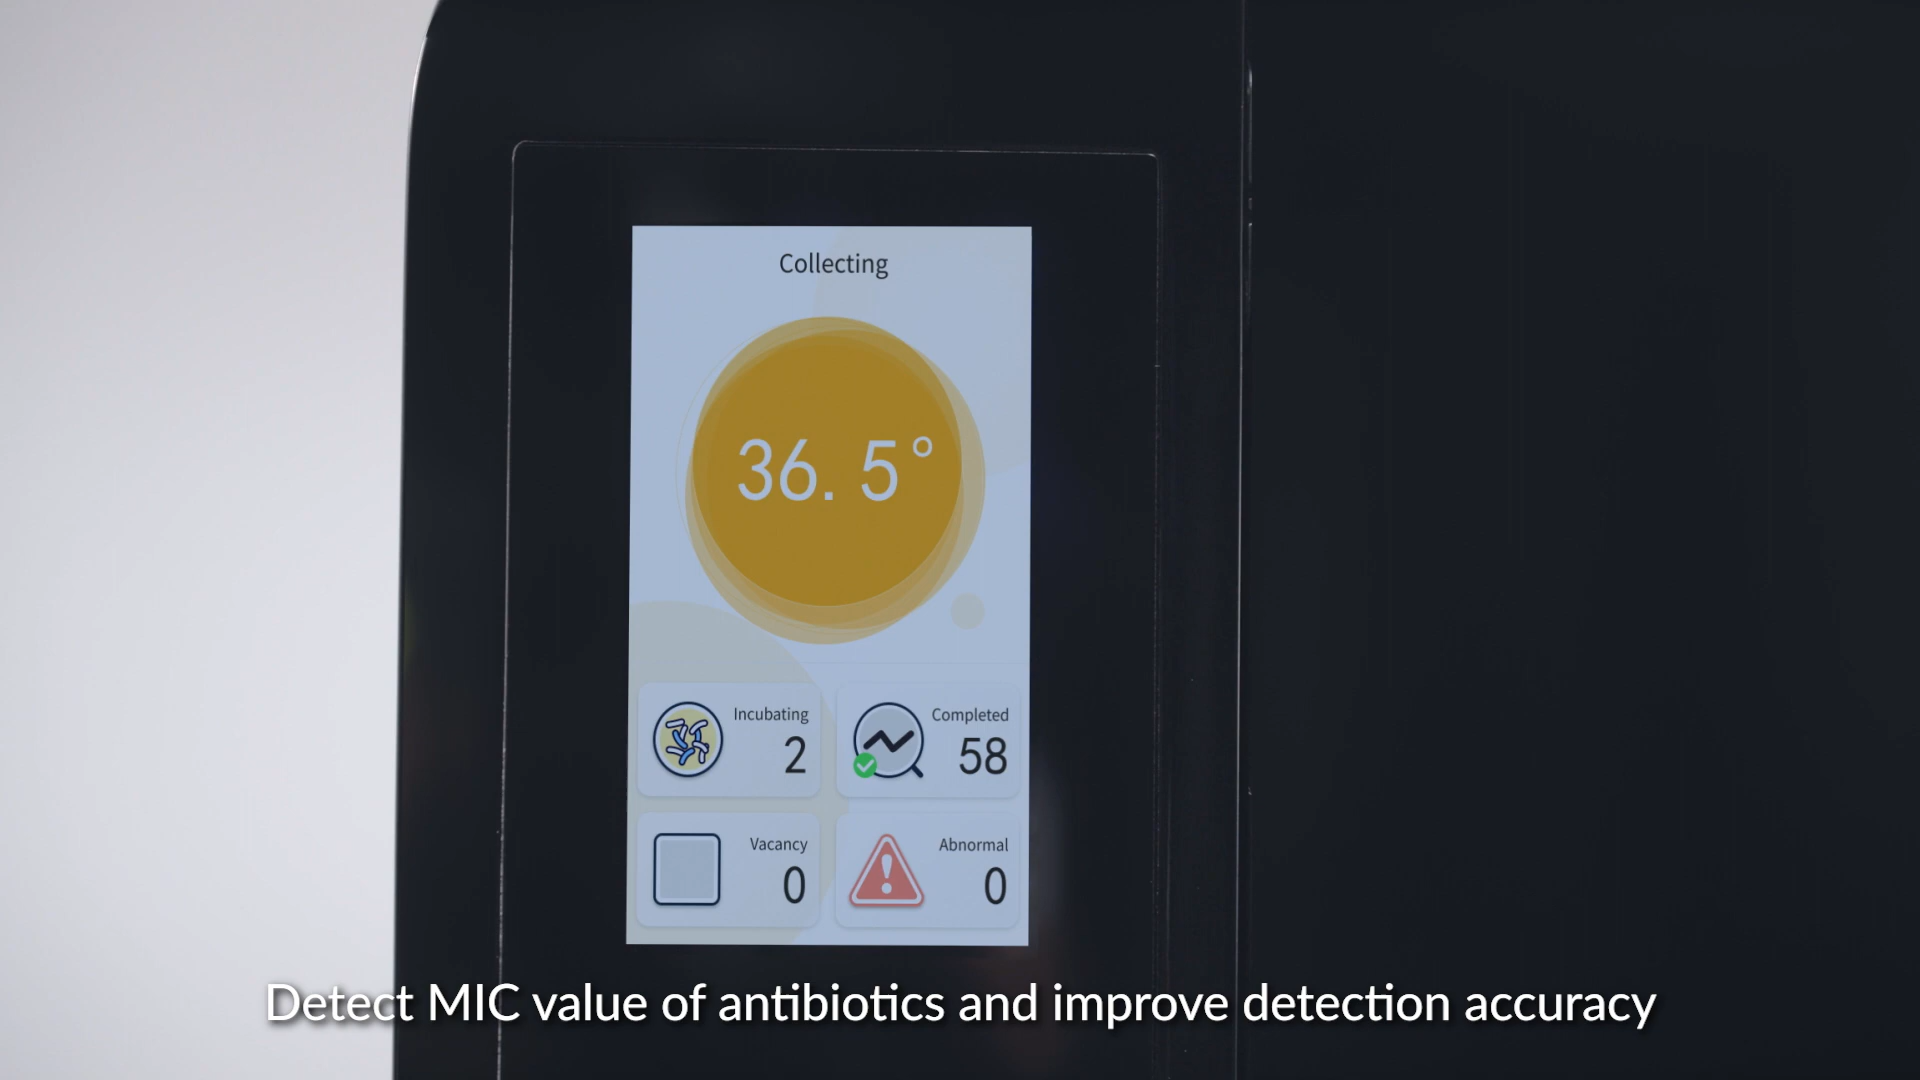 Collecting
36.5°
Incubating
2
Completed
58
Vacancy
0
Abnormal
0
Detect MIC value of antibiotics and improve detection accuracy